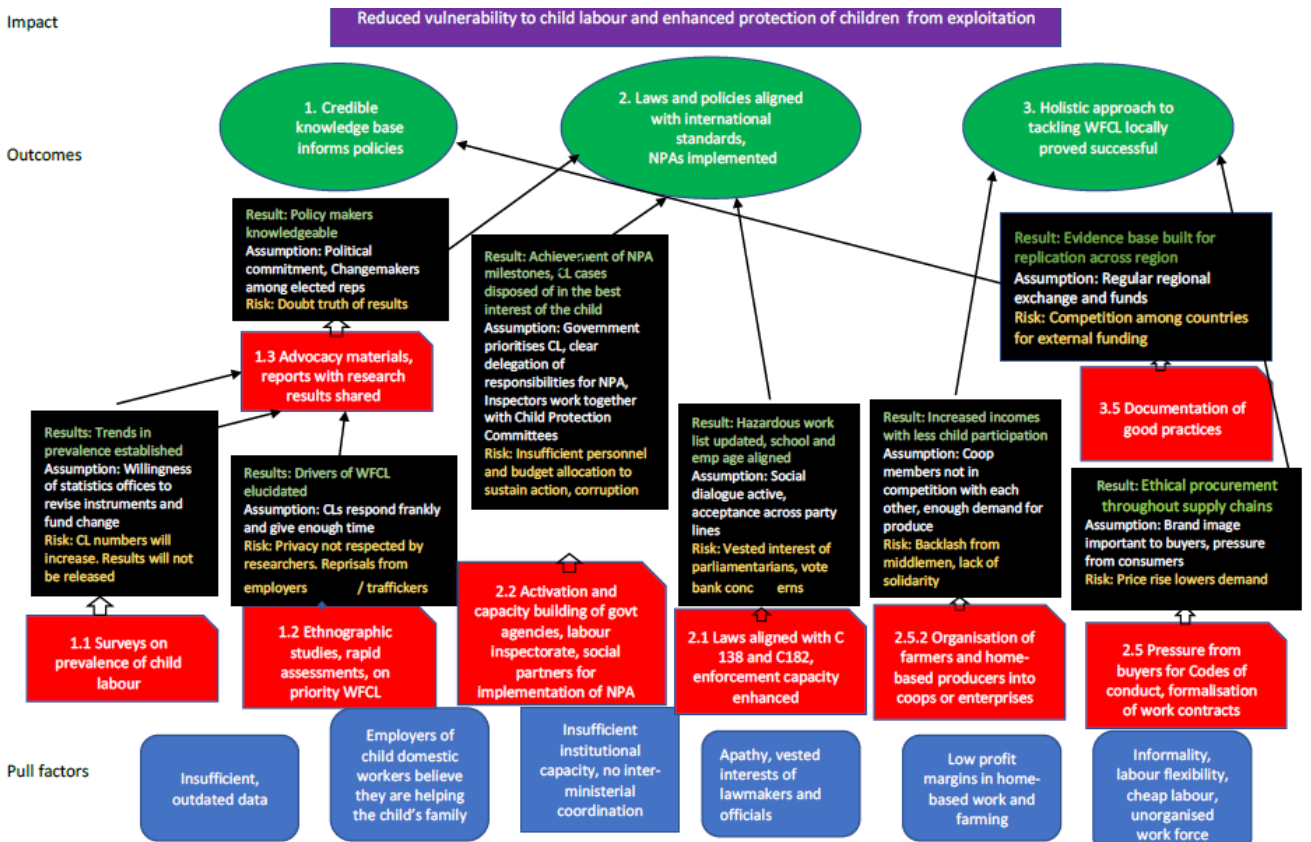 Impact
Reduced vulnerability to child labour and enhanced protection of children from exploitation
Outcomes
1. Credible
knowledge base
informs policies
2. Laws and policies aligned
with international
standards,
NPAs implemented
3. Holistic approach to
tackling WFCL locally
proved successful
Result: Policy makers
knowledgeable
Assumption: Political
commitment, Changemakers
among elected reps
Risk: Doubt truth of results
Result: Achievement of NPA
milestones, CL cases
disposed of in the best
interest of the child
Assumption: Government
prioritises CL, clear
delegation of
responsibilities for NPA,
Inspectors work together
with Child Protection
Committees
Risk: Insufficient personnel
and budget allocation to
sustain action, corruption
Result: Evidence base built for
replication across region
Assumption: Regular regional
exchange and funds
Risk: Competition among countries
for external funding
1.3 Advocacy materials,
reports with research
results shared
3.5 Documentation of
good practices
Results: Trends in
prevalence established
Assumption: Willingness
of statistics offices to
revise instruments and
fund change
Risk: CL numbers will
increase. Results will not
be released
Results: Drivers of WFCL
elucidated
Assumption: CLs respond frankly
and give enough time
Risk: Privacy not respected by
researchers. Reprisals from
employers / traffickers
Result: Hazardous work
list updated, school and
emp age aligned
Assumption: Social
dialogue active,
acceptance across party
lines
Risk: Vested interest of
parliamentarians, vote
bank conc erns
Result: Increased incomes
with less child participation
Assumption: Coop
members not in
competition with each
other, enough demand for
produce
Risk: Backlash from
middlemen, lack of
solidarity
Result: Ethical procurement
throughout supply chains
Assumption: Brand image
important to buyers, pressure
from consumers
Risk: Price rise lowers demand
1.1 Surveys on
prevalence of child
labour
1.2 Ethnographic
studies, rapid
assessments, on
priority WFCL
2.2 Activation and
capacity building of govt
agencies, labour
inspectorate, social
partners for
implementation of NPA
2.1 Laws aligned with C
138 and C182,
enforcement capacity
enhanced
2.5.2 Organisation of
farmers and home-
based producers into
coops or enterprises
2.5 Pressure from
buyers for Codes of
conduct, formalisation
of work contracts
Pull factors
Insufficient,
outdated data
Employers of
child domestic
workers believe
they are helping
the child's family
Insufficient
institutional
capacity, no inter-
ministerial
coordination
Apathy, vested
interests of
lawmakers and
officials
Low profit
margins in home-
based work and
farming
Informality,
labour flexibility,
cheap labour,
unorganised
work force